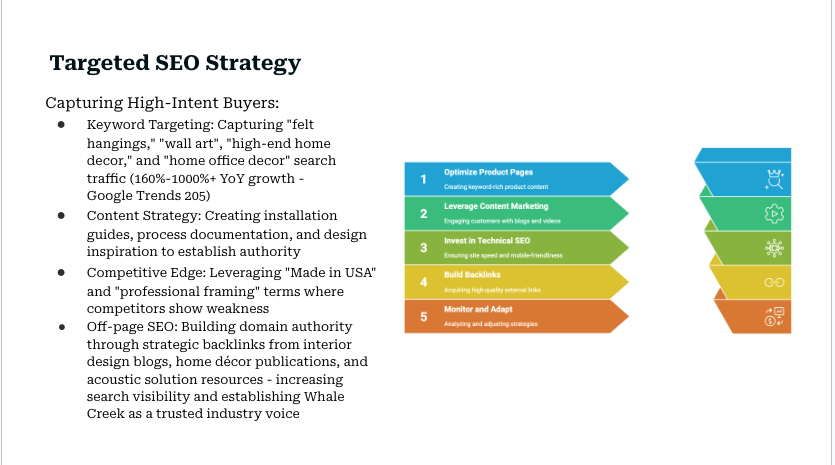 Targeted SEO Strategy
Capturing High-Intent Buyers:
● Keyword Targeting: Capturing "felt
hangings," "wall art", "high-end home
decor," and "home office decor" search
traffic (160%-1000%+ YoY growth -
Google Trends 205)
● Content Strategy: Creating installation
guides, process documentation, and design
inspiration to establish authority
● Competitive Edge: Leveraging "Made in USA"
and "professional framing" terms where
competitors show weakness
● Off-page SEO: Building domain authority
through strategic backlinks from interior
design blogs, home décor publications, and
acoustic solution resources - increasing
search visibility and establishing Whale
Creek as a trusted industry voice
1 Optimize Product Pages
Creating keyword-rich product content
2 Leverage Content Marketing
Engaging customers with blogs and videos
3 Invest in Technical SEO
Ensuring site speed and mobile-friendliness
4 Build Backlinks
Acquiring high-quality external links
5 Monitor and Adapt
Analyzing and adjusting strategies